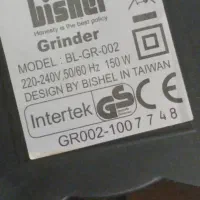 bishel
Honesty is the best policy
Grinder
MODEL: BL-GR-002
220-240V, 50/60 Hz 150 W
DESIGN BY BISHEL IN TAIWAN
Intertek GS CE
GR002-1007748